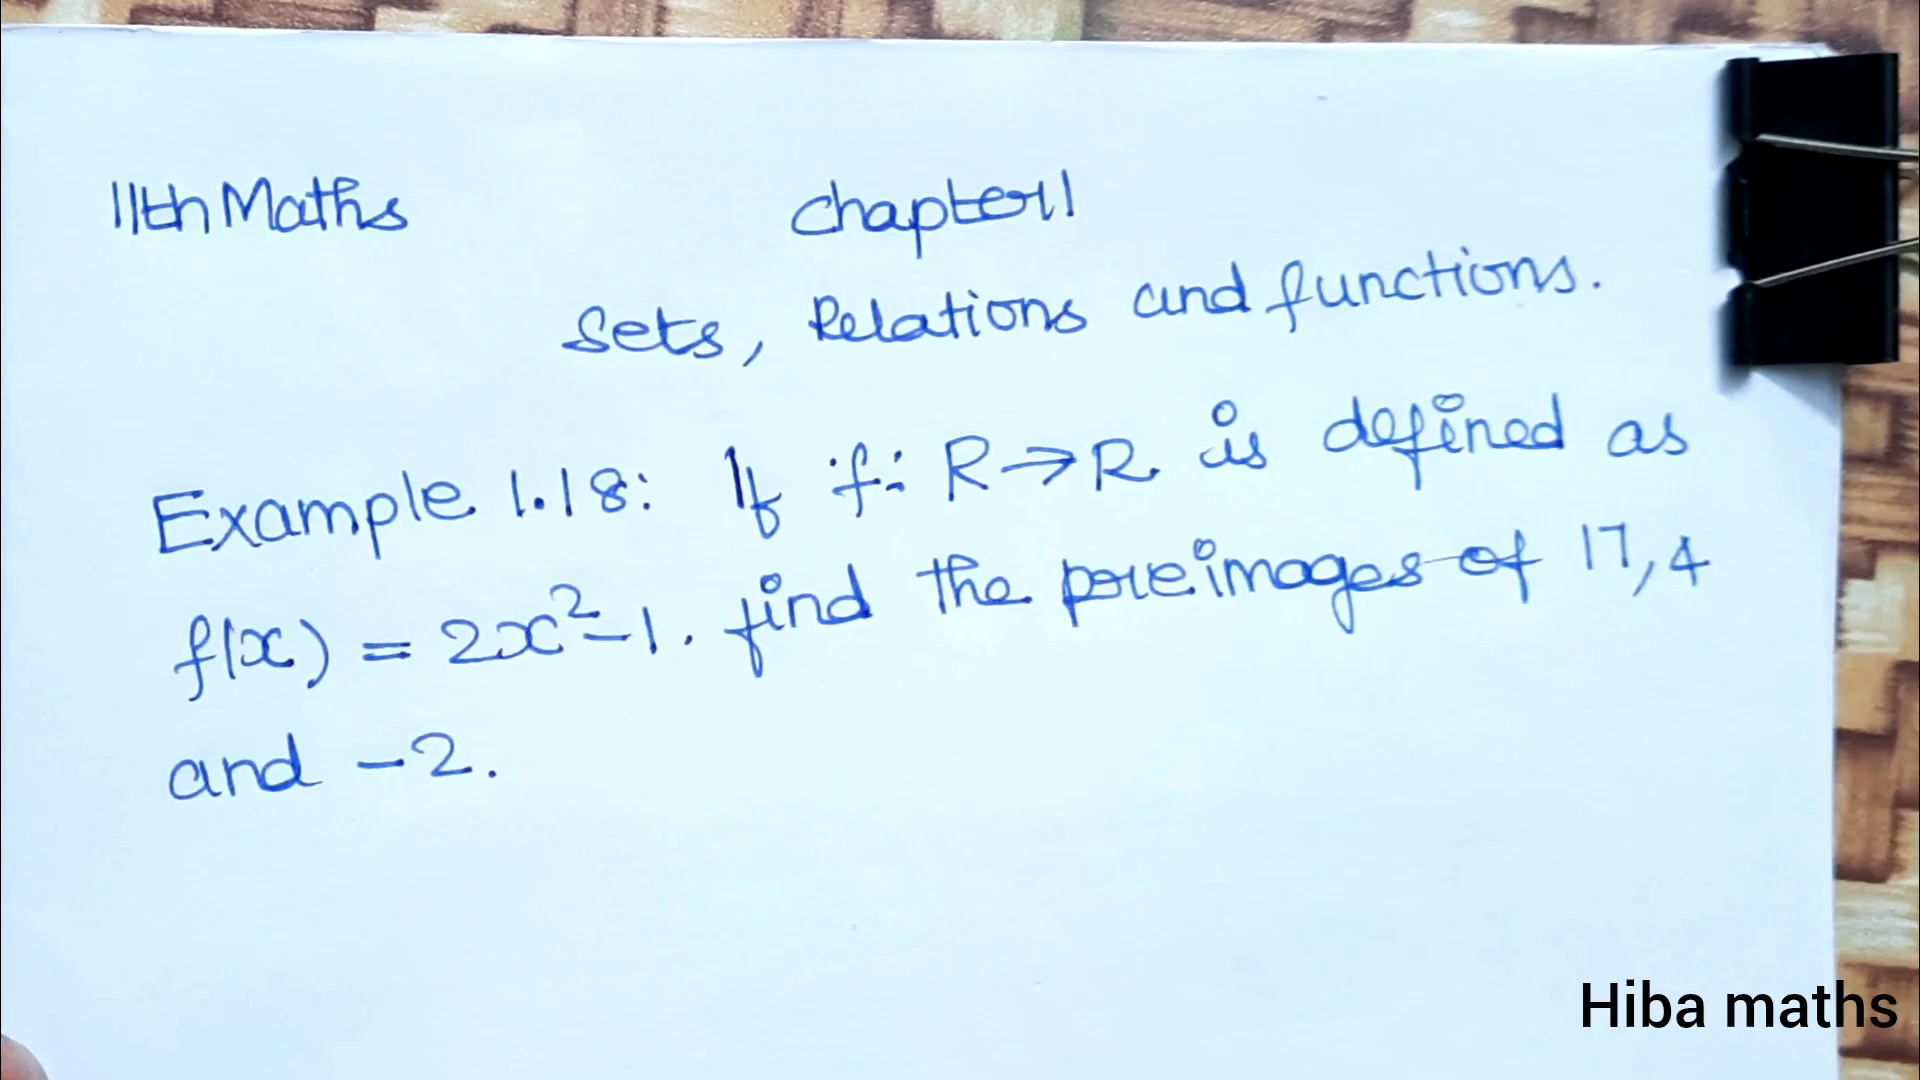 11th Maths
Chapter 1
Sets, Relations and functions.
Example 1.18: If f: R→R is defined as
f(x) = 2x²-1. find the preimages of 17, 4
and -2.
Hiba maths